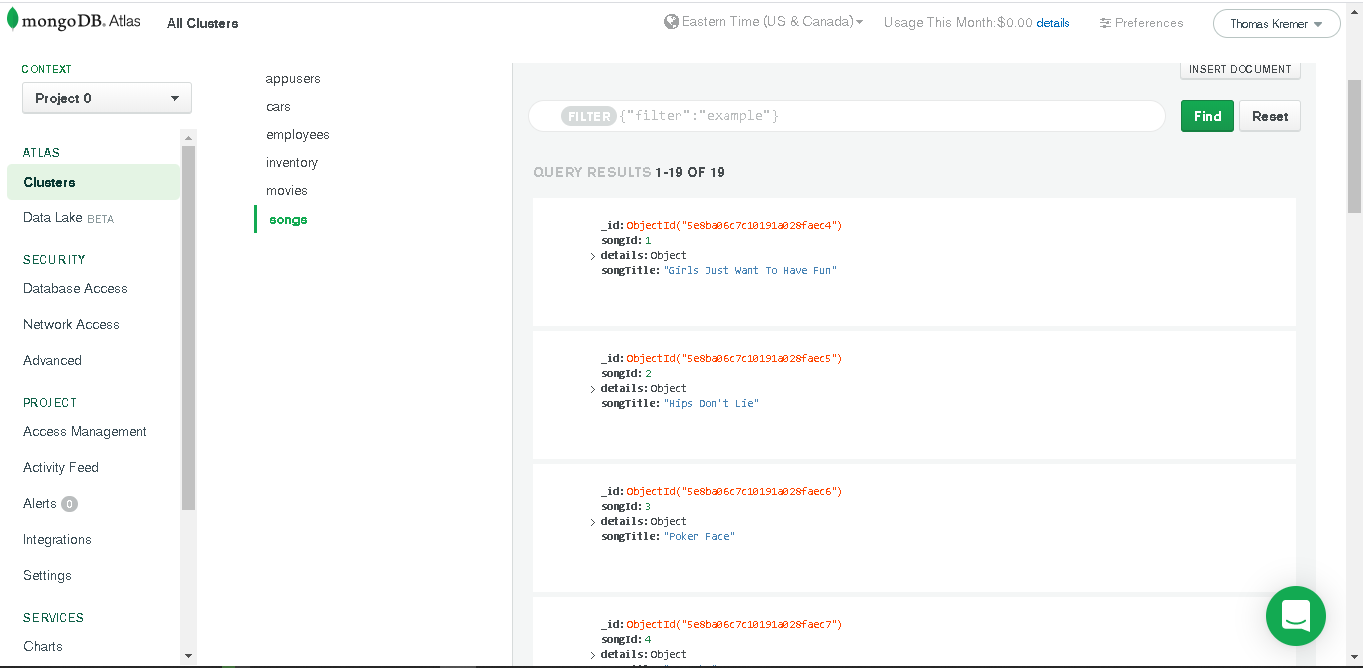 mongoDB. Atlas
All Clusters
Eastern Time (US & Canada)
Usage This Month:$0.00 details
Preferences
Thomas Kremer
CONTEXT
Project 0
ATLAS
Clusters
Data Lake BETA
SECURITY
Database Access
Network Access
Advanced
PROJECT
Access Management
Activity Feed
Alerts 0
Integrations
Settings
SERVICES
Charts
appusers
cars
employees
inventory
movies
songs
INSERT DOCUMENT
FILTER {"filter":"example"}
Find
Reset
QUERY RESULTS 1-19 OF 19
_id: ObjectId("5e8ba06c7c10191a028faec4")
songId: 1
details: Object
songTitle: "Girls Just Want To Have Fun"
_id: ObjectId("5e8ba06c7c10191a028faec5")
songId: 2
details: Object
songTitle: "Hips Don't Lie"
_id: ObjectId("5e8ba06c7c10191a028faec6")
songId: 3
details: Object
songTitle: "Poker Face"
_id: ObjectId("5e8ba06c7c10191a028faec7")
songId: 4
details: Object